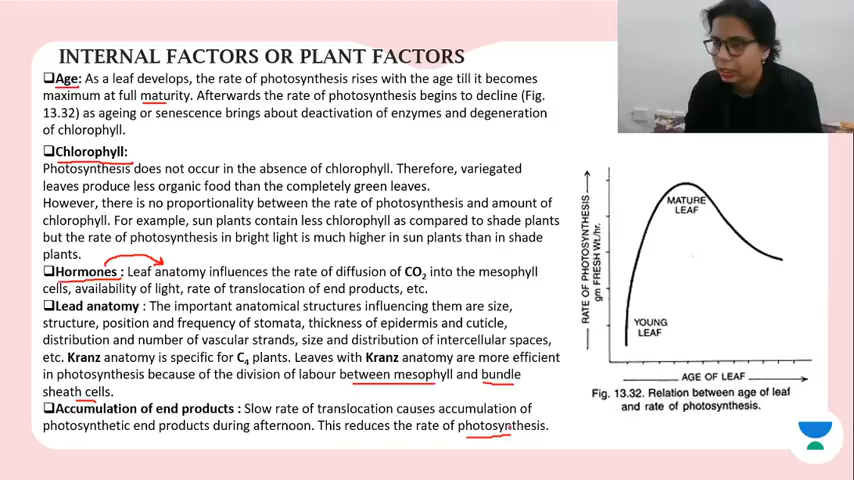 INTERNAL FACTORS OR PLANT FACTORS
❑Age: As a leaf develops, the rate of photosynthesis rises with the age till it becomes
maximum at full maturity. Afterwards the rate of photosynthesis begins to decline (Fig.
13.32) as ageing or senescence brings about deactivation of enzymes and degeneration
of chlorophyll.
❑Chlorophyll:
Photosynthesis does not occur in the absence of chlorophyll. Therefore, variegated
leaves produce less organic food than the completely green leaves.
However, there is no proportionality between the rate of photosynthesis and amount of
chlorophyll. For example, sun plants contain less chlorophyll as compared to shade plants
but the rate of photosynthesis in bright light is much higher in sun plants than in shade
plants.
❑Hormones : Leaf anatomy influences the rate of diffusion of CO₂ into the mesophyll
cells, availability of light, rate of translocation of end products, etc.
❑Lead anatomy : The important anatomical structures influencing them are size,
structure, position and frequency of stomata, thickness of epidermis and cuticle,
distribution and number of vascular strands, size and distribution of intercellular spaces,
etc. Kranz anatomy is specific for C₄ plants. Leaves with Kranz anatomy are more efficient
in photosynthesis because of the division of labour between mesophyll and bundle
sheath cells.
❑Accumulation of end products : Slow rate of translocation causes accumulation of
photosynthetic end products during afternoon. This reduces the rate of photosynthesis.
RATE OF PHOTOSYNTHESIS
gm FRESH Wt./hr.
MATURE
LEAF
YOUNG
LEAF
AGE OF LEAF
Fig. 13.32. Relation between age of leaf
and rate of photosynthesis.